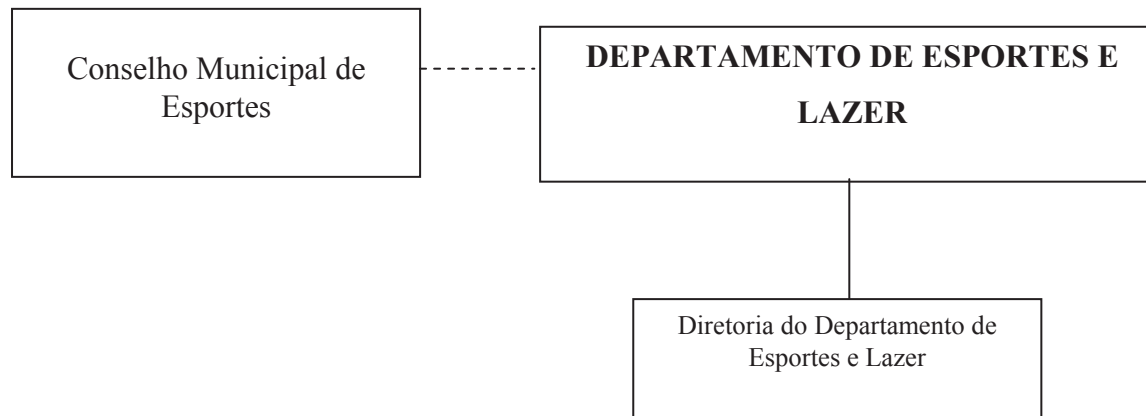 Conselho Municipal de
Esportes
DEPARTAMENTO DE ESPORTES E
LAZER
Diretoria do Departamento de
Esportes e Lazer